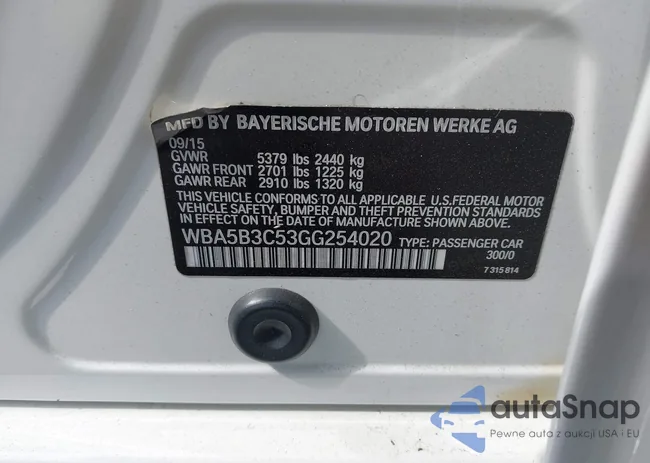 MFD BY BAYERISCHE MOTOREN WERKE AG
09/15
GVWR 5379 lbs 2440 kg
GAWR FRONT 2701 lbs 1225 kg
GAWR REAR 2910 lbs 1320 kg
THIS VEHICLE CONFORMS TO ALL APPLICABLE U.S.FEDERAL MOTOR
VEHICLE SAFETY, BUMPER AND THEFT PREVENTION STANDARDS IN
EFFECT ON THE DATE OF MANUFACTURE SHOWN ABOVE.
WBA5B3C53GG254020 TYPE: PASSENGER CAR
300/0
7 315 814
autaSnap
Pewne auta z aukcji USA i EU